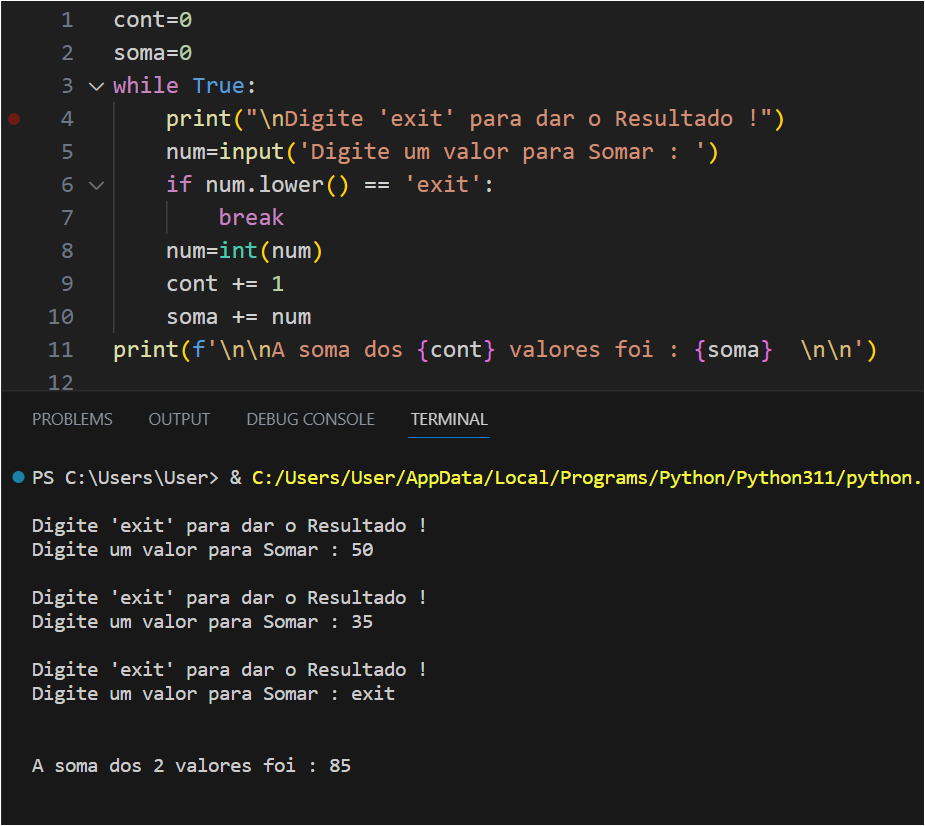 1 cont=0
2 soma=0
3 while True:
4 print("\nDigite 'exit' para dar o Resultado !")
5 num=input('Digite um valor para Somar : ')
6 if num.lower() == 'exit':
7 break
8 num=int(num)
9 cont += 1
10 soma += num
11 print(f'\n\nA soma dos {cont} valores foi : {soma}  \n\n')
12
PROBLEMS OUTPUT DEBUG CONSOLE TERMINAL
PS C:\Users\User> & C:/Users/User/AppData/Local/Programs/Python/Python311/python.
Digite 'exit' para dar o Resultado !
Digite um valor para Somar : 50
Digite 'exit' para dar o Resultado !
Digite um valor para Somar : 35
Digite 'exit' para dar o Resultado !
Digite um valor para Somar : exit
A soma dos 2 valores foi : 85